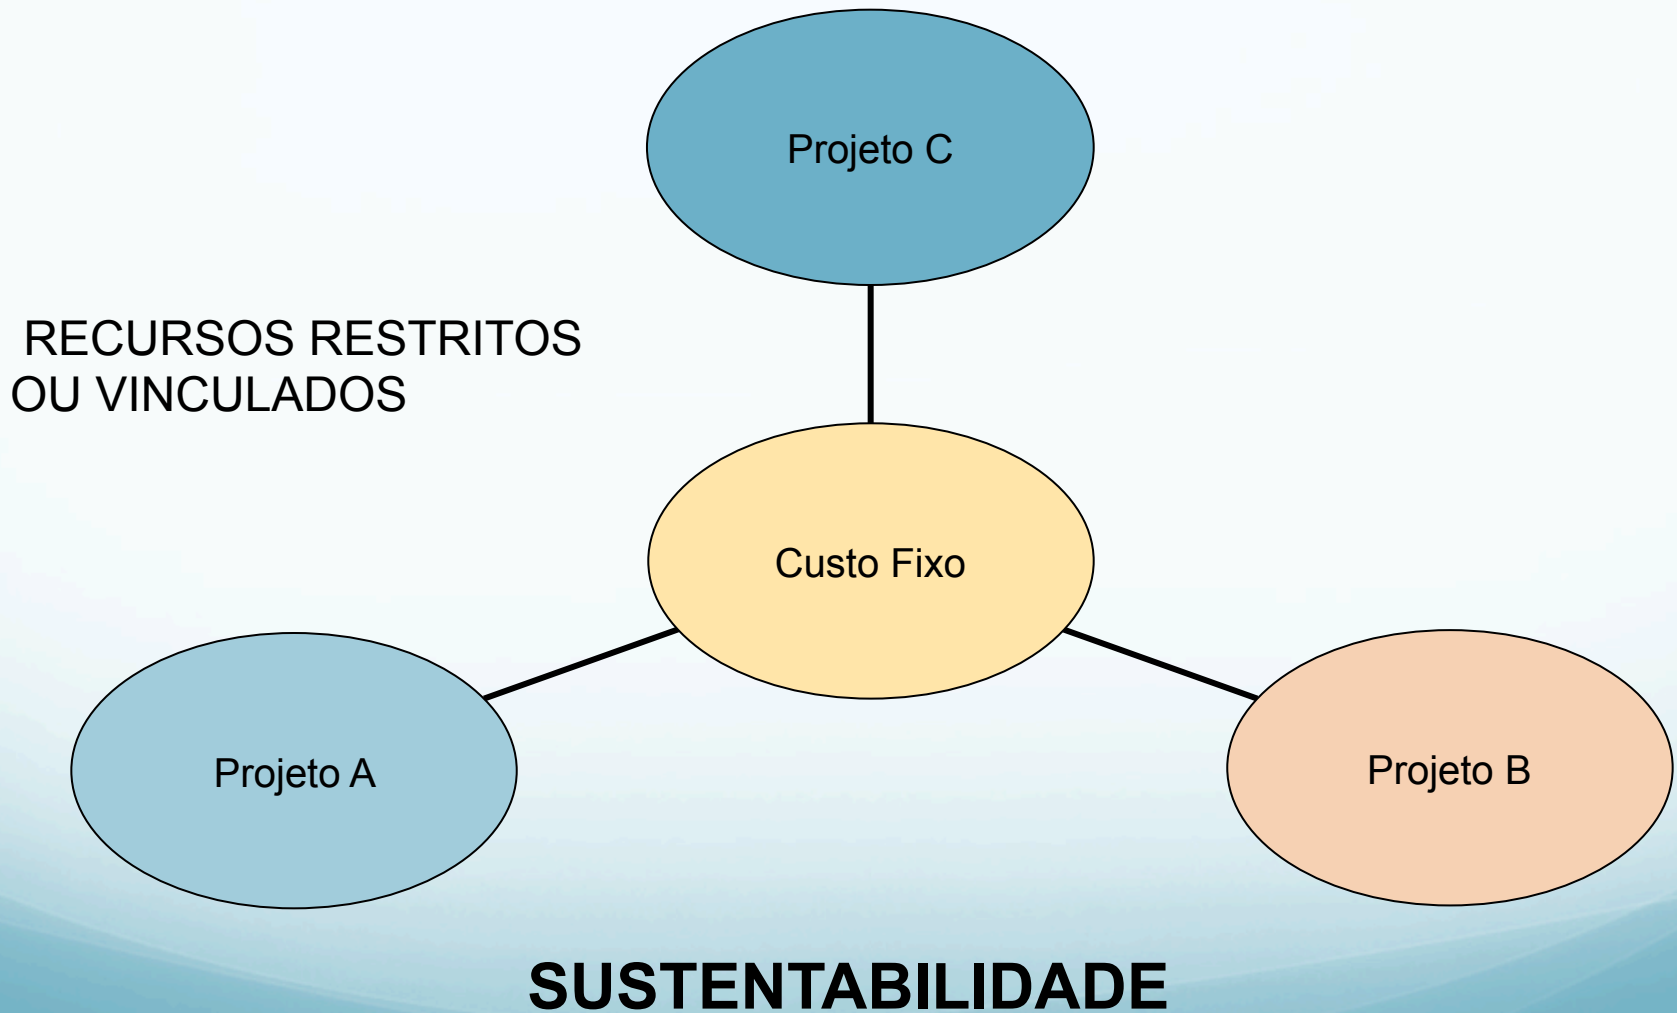 Projeto C
RECURSOS RESTRITOS
OU VINCULADOS
Custo Fixo
Projeto A
Projeto B
SUSTENTABILIDADE